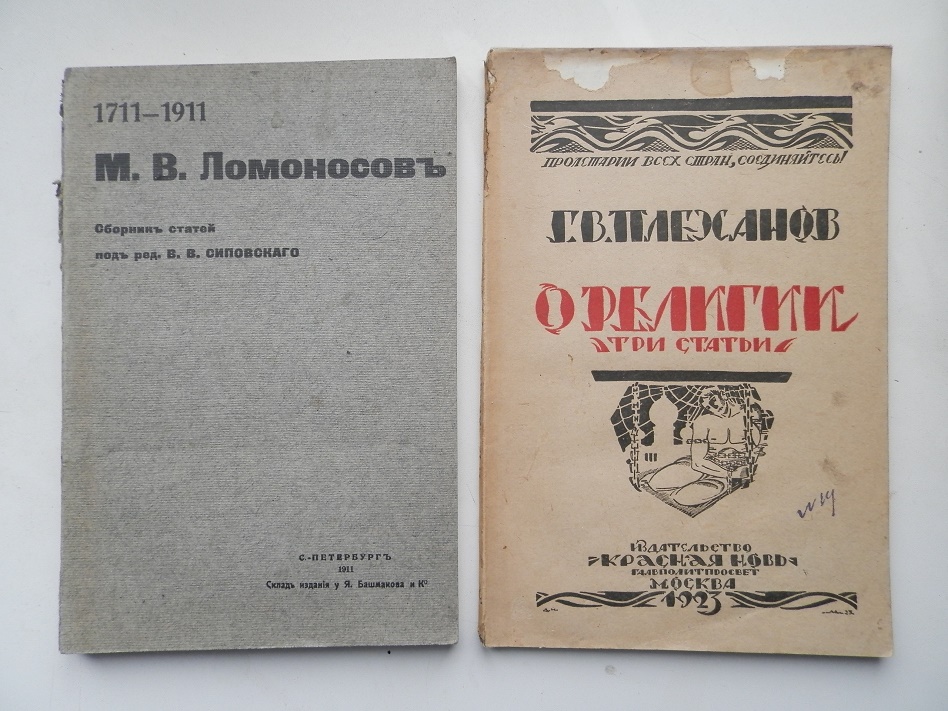 1711—1911
М. В. Ломоносовъ
Сборникъ статей
подъ ред. В. В. СИПОВСКАГО
С.-ПЕТЕРБУРГЪ
1911
Складъ изданія у Я. Башмакова и Ко
ПРОЛЕТАРИИ ВСЕХ СТРАН, СОЕДИНЯЙТЕСЬ!
Г.В.ПЛЕХАНОВ
О РЕЛИГИИ
ТРИ СТАТЬИ
ИЗДАТЕЛЬСТВО
КРАСНАЯ НОВЬ
ГЛАВПОЛИТПРОСВЕТ
МОСКВА
1923